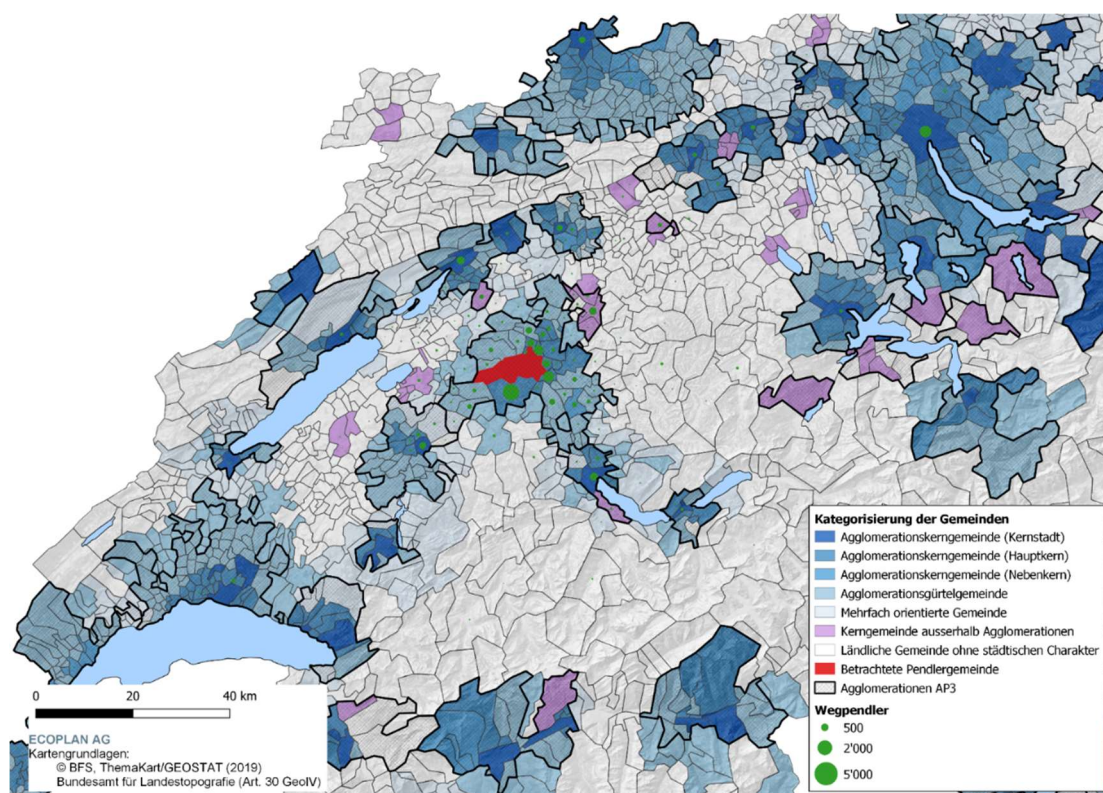 Kategorisierung der Gemeinden
Agglomerationskerngemeinde (Kernstadt)
Agglomerationskerngemeinde (Hauptkern)
Agglomerationskerngemeinde (Nebenkern)
Agglomerationsgürtelgemeinde
Mehrfach orientierte Gemeinde
Kerngemeinde ausserhalb Agglomerationen
Ländliche Gemeinde ohne städtischen Charakter
Betrachtete Pendlergemeinde
Agglomerationen AP3
Wegpendler
500
2'000
5'000
0 20 40 km
ECOPLAN AG
Kartengrundlagen:
© BFS, ThemaKart/GEOSTAT (2019)
Bundesamt für Landestopografie (Art. 30 GeoIV)